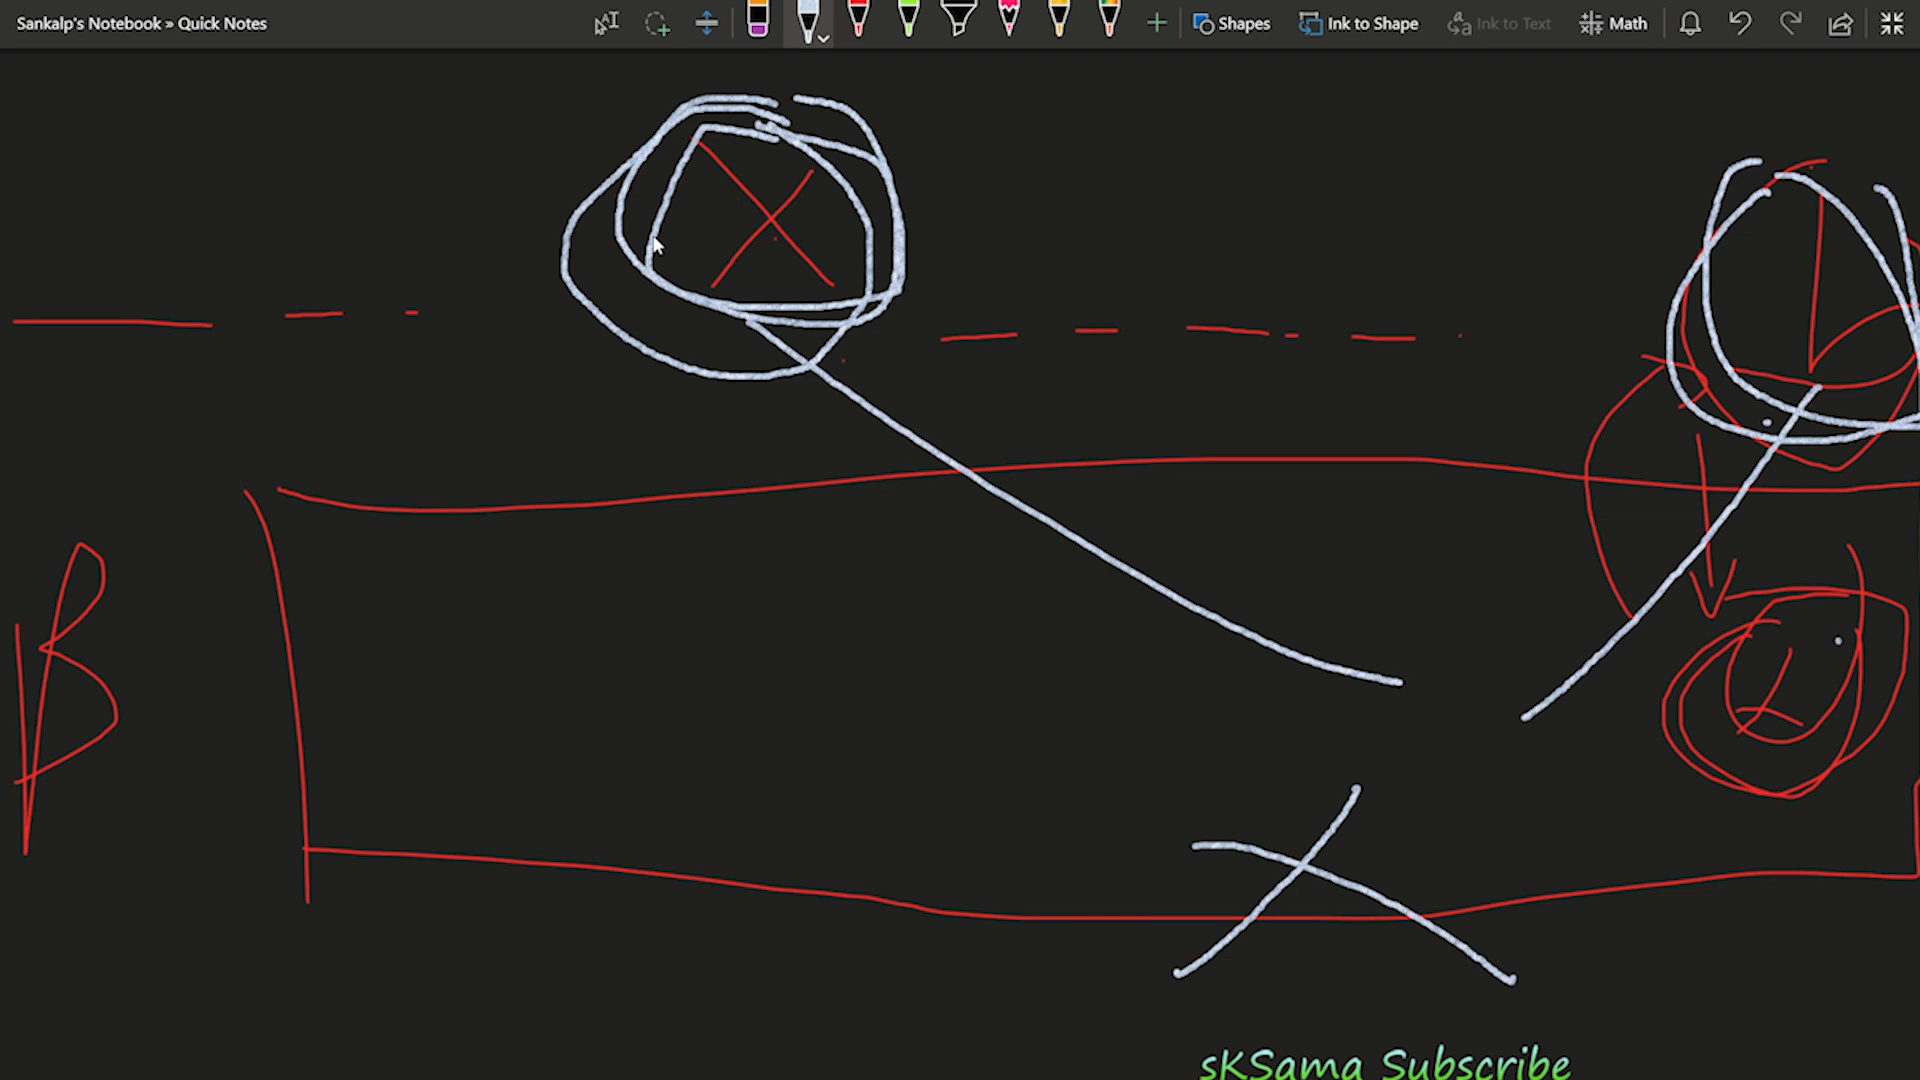 Sankalp's Notebook » Quick Notes
Shapes
Ink to Shape
Ink to Text
Math
X
L
B
L
X
sKSama Subscribe